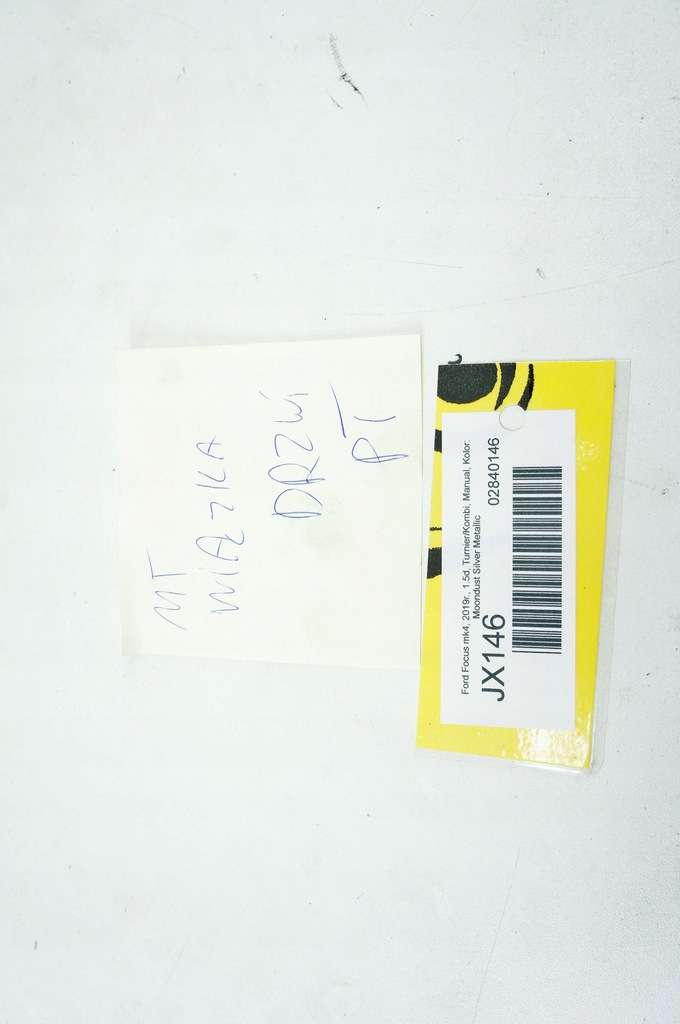 MT
WIĄZKA
DRZWI
PT
Ford Focus mk4, 2019r., 1.5d, Turnier/Kombi, Manual, Kolor:
Moondust Silver Metallic
JX146
02840146